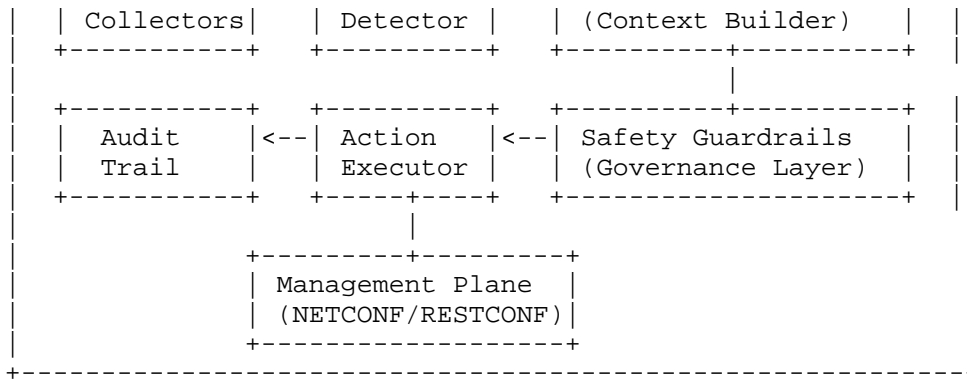 |  | Collectors|   | Detector |   | (Context Builder)   |  |
|  +-----------+   +----------+   +----------+----------+  |
|                                            |
|  +-----------+   +----------+   +----------+----------+  |
|  |  Audit    |<--| Action   |<--| Safety Guardrails   |  |
|  |  Trail    |   | Executor |   | (Governance Layer)  |  |
|  +-----------+   +-----+----+   +---------------------+  |
|                        |
|              +---------+---------+
|              | Management Plane  |
|              | (NETCONF/RESTCONF)|
|              +-------------------+
+----------------------------------------------------------